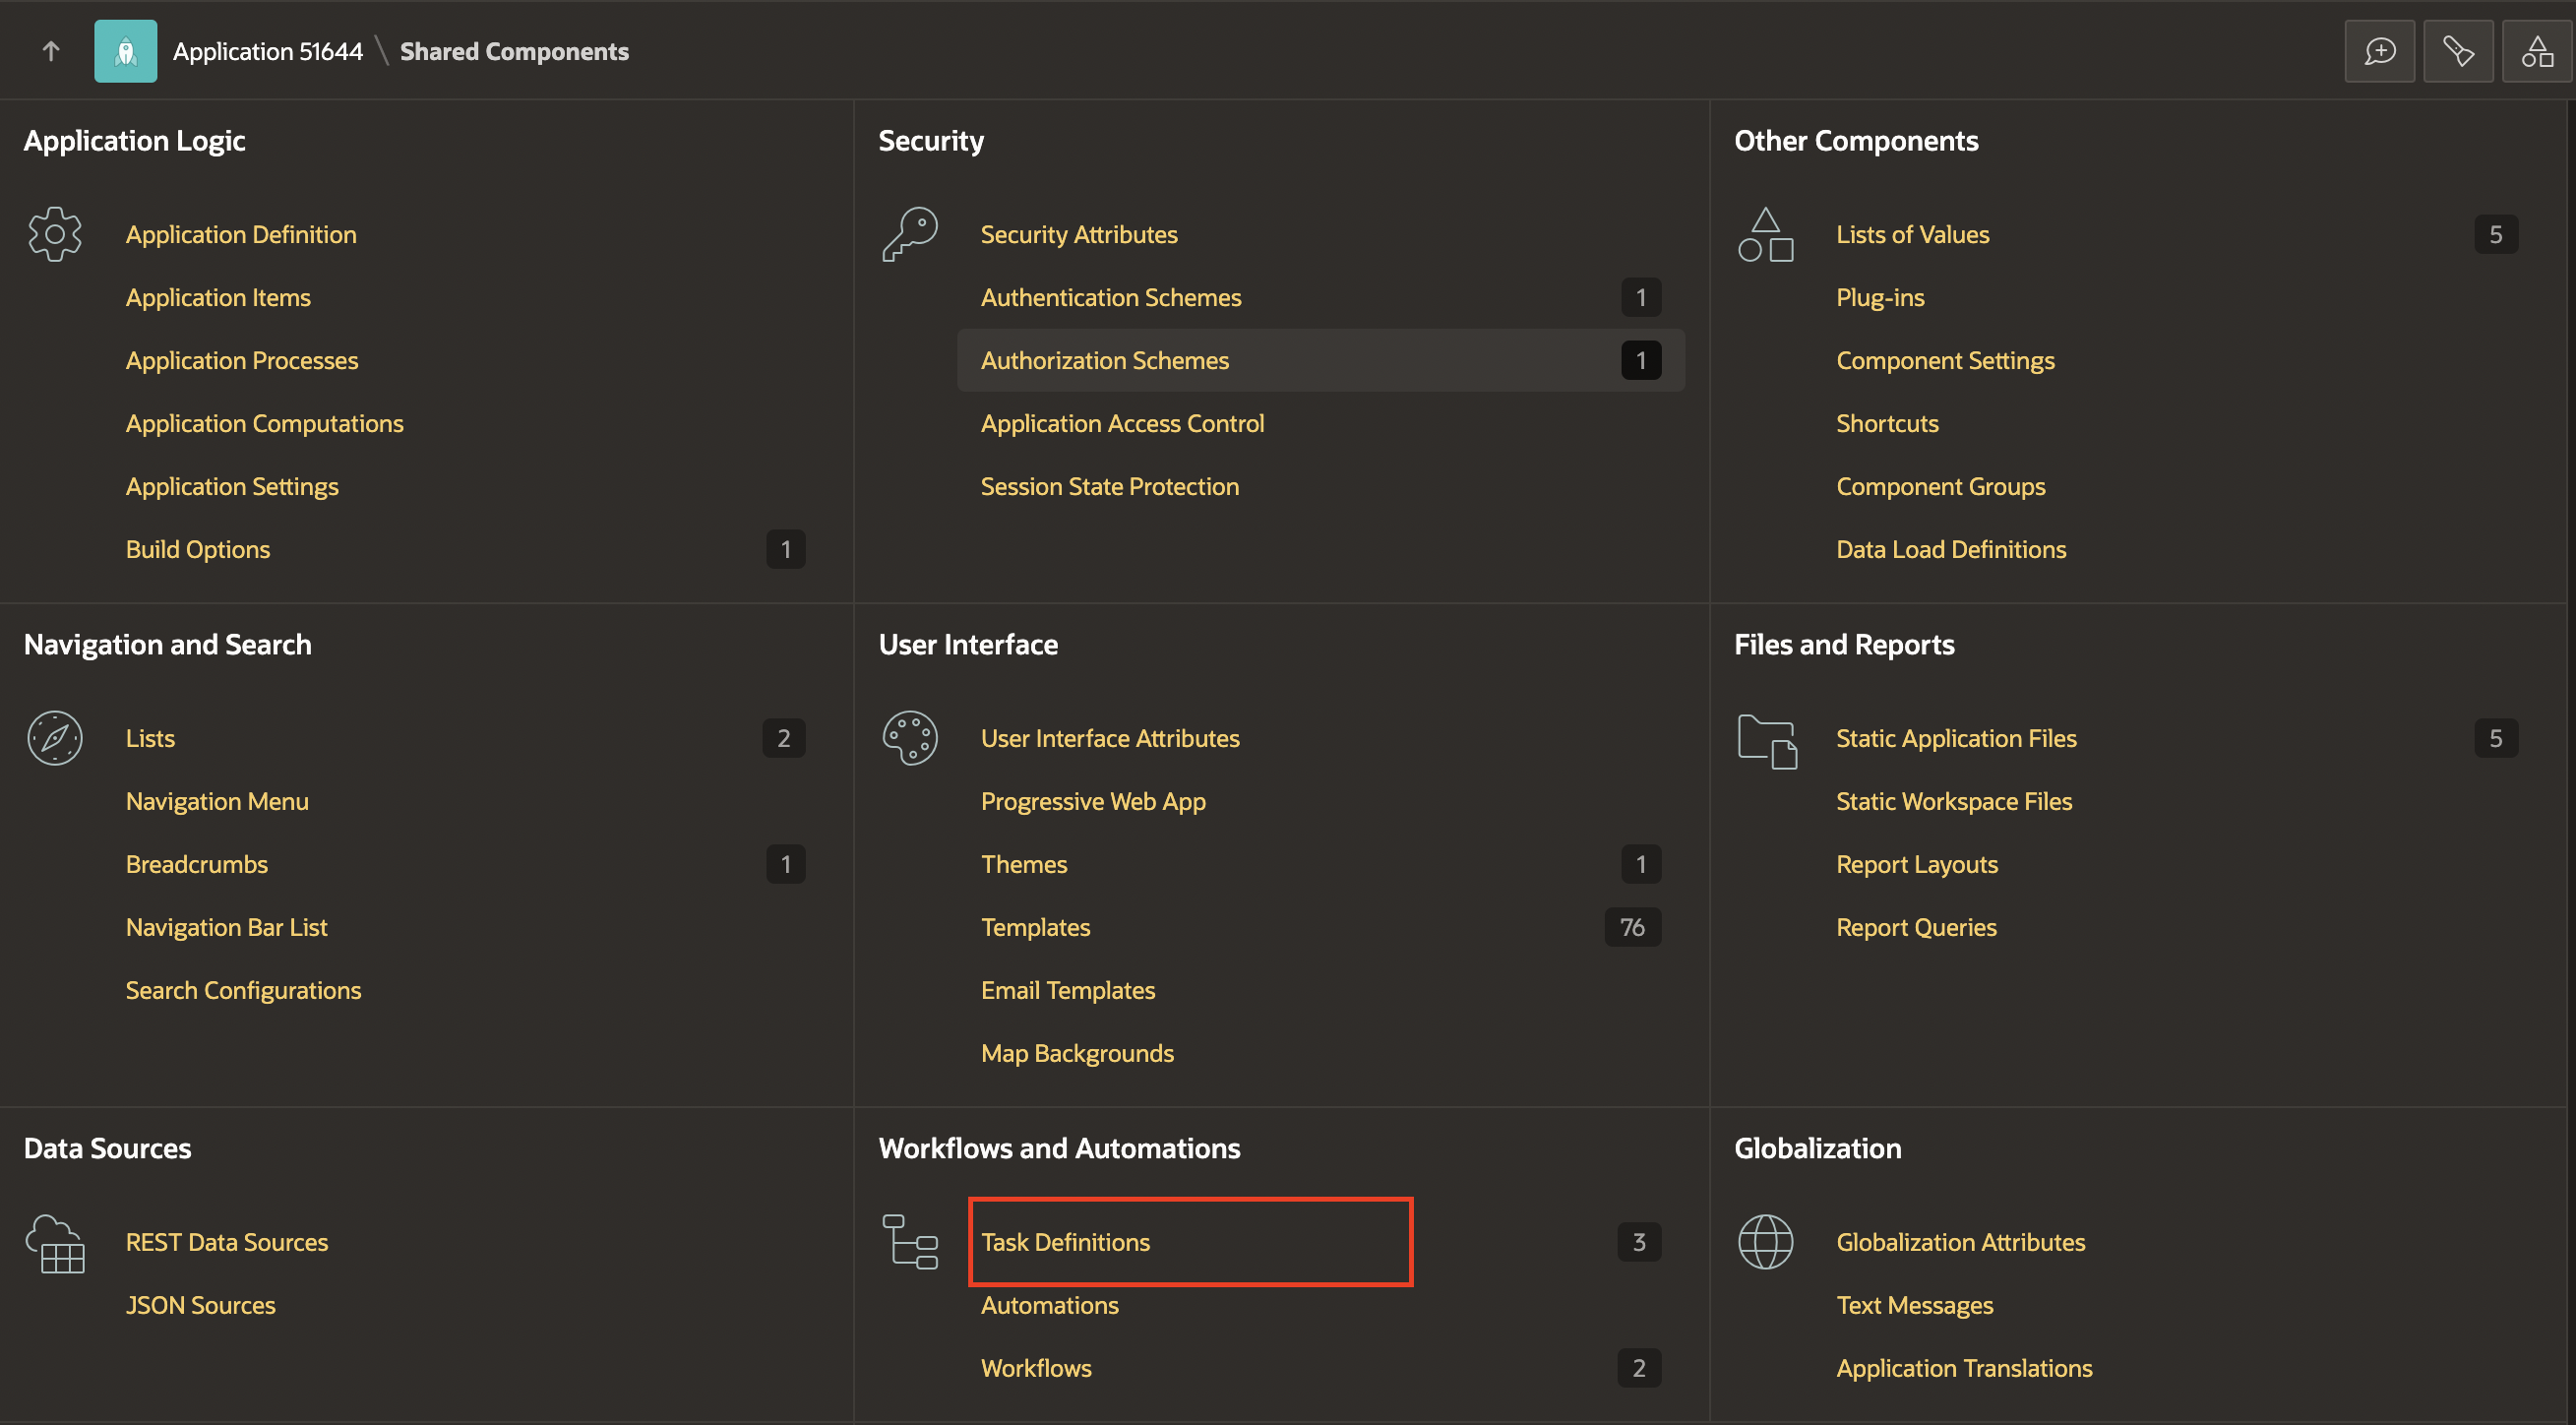 Application 51644 \ Shared Components
Application Logic
Application Definition
Application Items
Application Processes
Application Computations
Application Settings
Build Options 1
Security
Security Attributes
Authentication Schemes 1
Authorization Schemes 1
Application Access Control
Session State Protection
Other Components
Lists of Values 5
Plug-ins
Component Settings
Shortcuts
Component Groups
Data Load Definitions
Navigation and Search
Lists 2
Navigation Menu
Breadcrumbs 1
Navigation Bar List
Search Configurations
User Interface
User Interface Attributes
Progressive Web App
Themes 1
Templates 76
Email Templates
Map Backgrounds
Files and Reports
Static Application Files 5
Static Workspace Files
Report Layouts
Report Queries
Data Sources
REST Data Sources
JSON Sources
Workflows and Automations
Task Definitions 3
Automations
Workflows 2
Globalization
Globalization Attributes
Text Messages
Application Translations